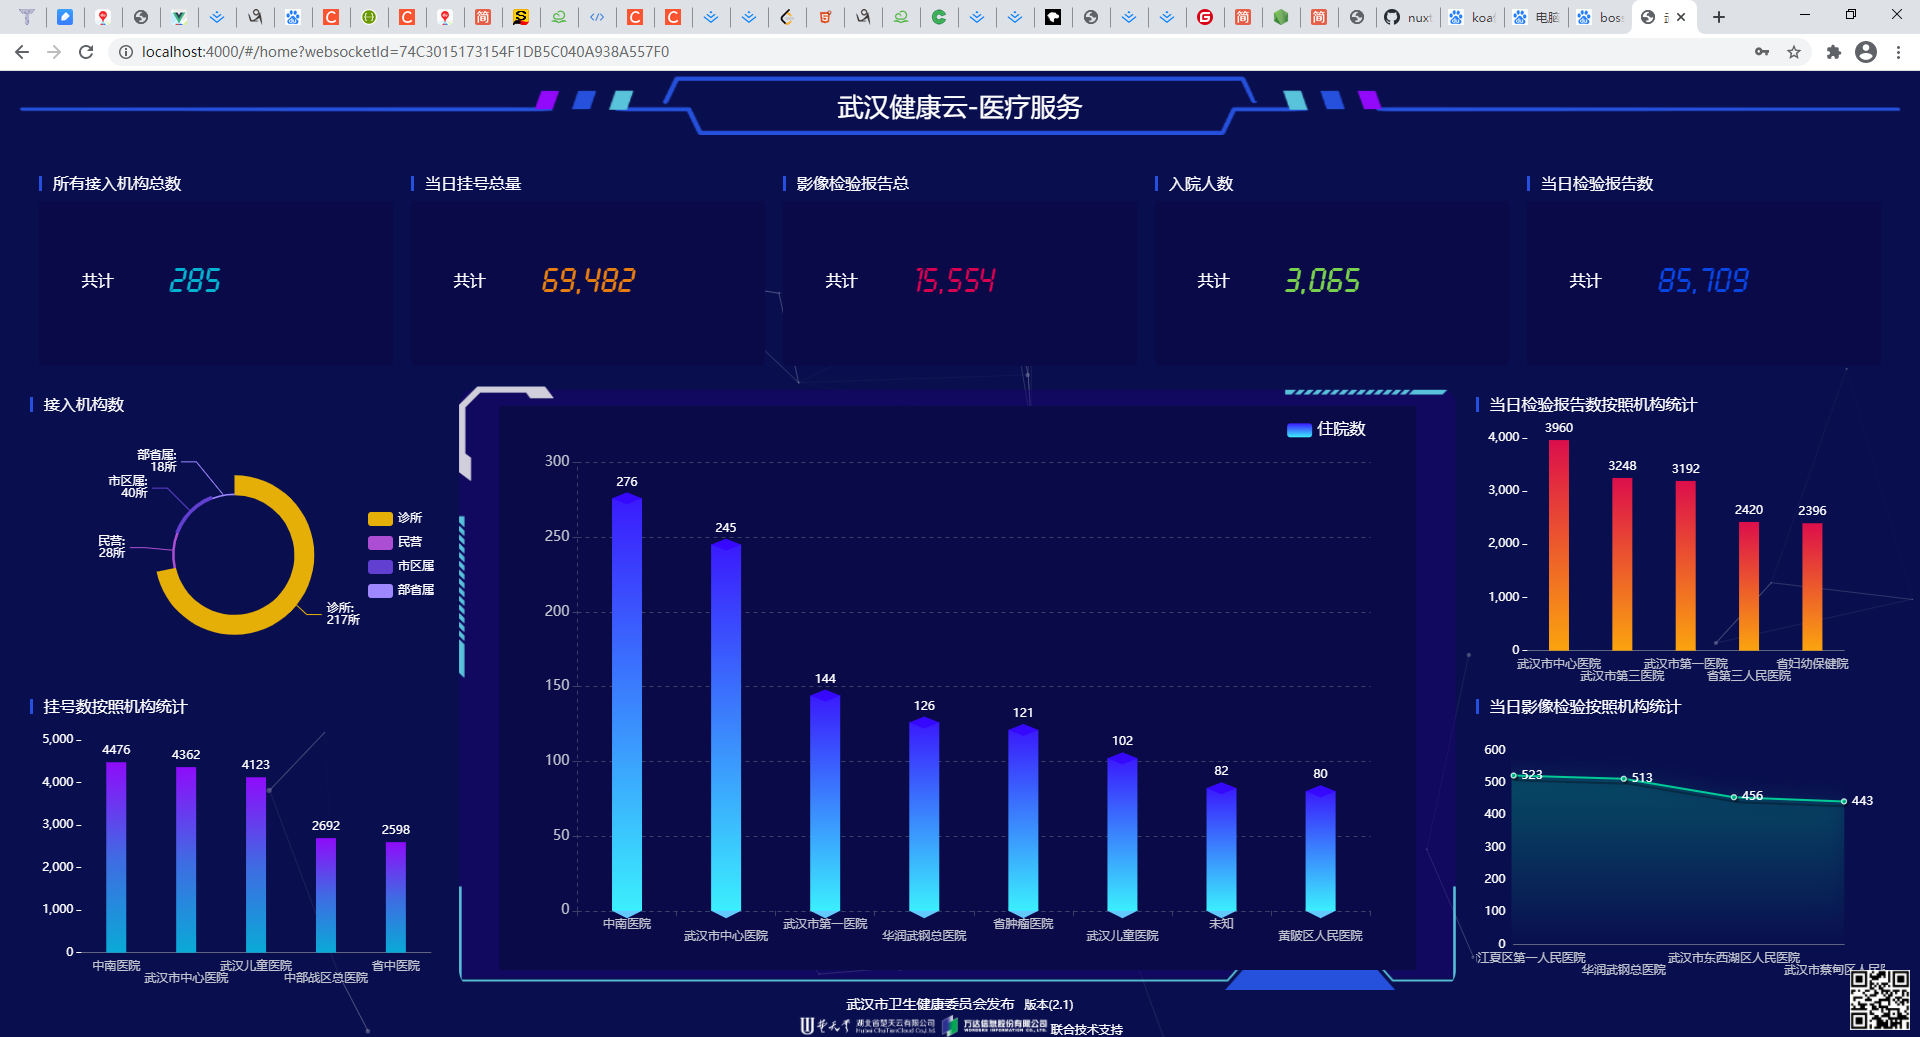 nuxt
koa
电脑
bos
localhost:4000/#/home?websocketId=74C3015173154F1DB5C040A938A557F0
武汉健康云-医疗服务
所有接入机构总数
共计 285
当日挂号总量
共计 69,482
影像检验报告总
共计 15,554
入院人数
共计 3,065
当日检验报告数
共计 85,709
接入机构数
部省属:
18所
市区属:
40所
民营:
28所
诊所:
217所
诊所
民营
市区属
部省属
挂号数按照机构统计
5,000
4,000
3,000
2,000
1,000
0
4476
4362
4123
2692
2598
中南医院
武汉市中心医院
武汉儿童医院
中部战区总医院
省中医院
住院数
300
250
200
150
100
50
0
276
245
144
126
121
102
82
80
中南医院
武汉市中心医院
武汉市第一医院
华润武钢总医院
省肿瘤医院
武汉儿童医院
未知
黄陂区人民医院
当日检验报告数按照机构统计
4,000
3,000
2,000
1,000
0
3960
3248
3192
2420
2396
武汉市中心医院
武汉市第三医院
武汉市第一医院
省第三人民医院
省妇幼保健院
当日影像检验按照机构统计
600
500
400
300
200
100
0
523
513
456
443
江夏区第一人民医院
华润武钢总医院
武汉市东西湖区人民医院
武汉市蔡甸区人民
武汉市卫生健康委员会发布 版本(2.1)
楚天云 湖北省楚天云有限公司 万达信息股份有限公司 联合技术支持